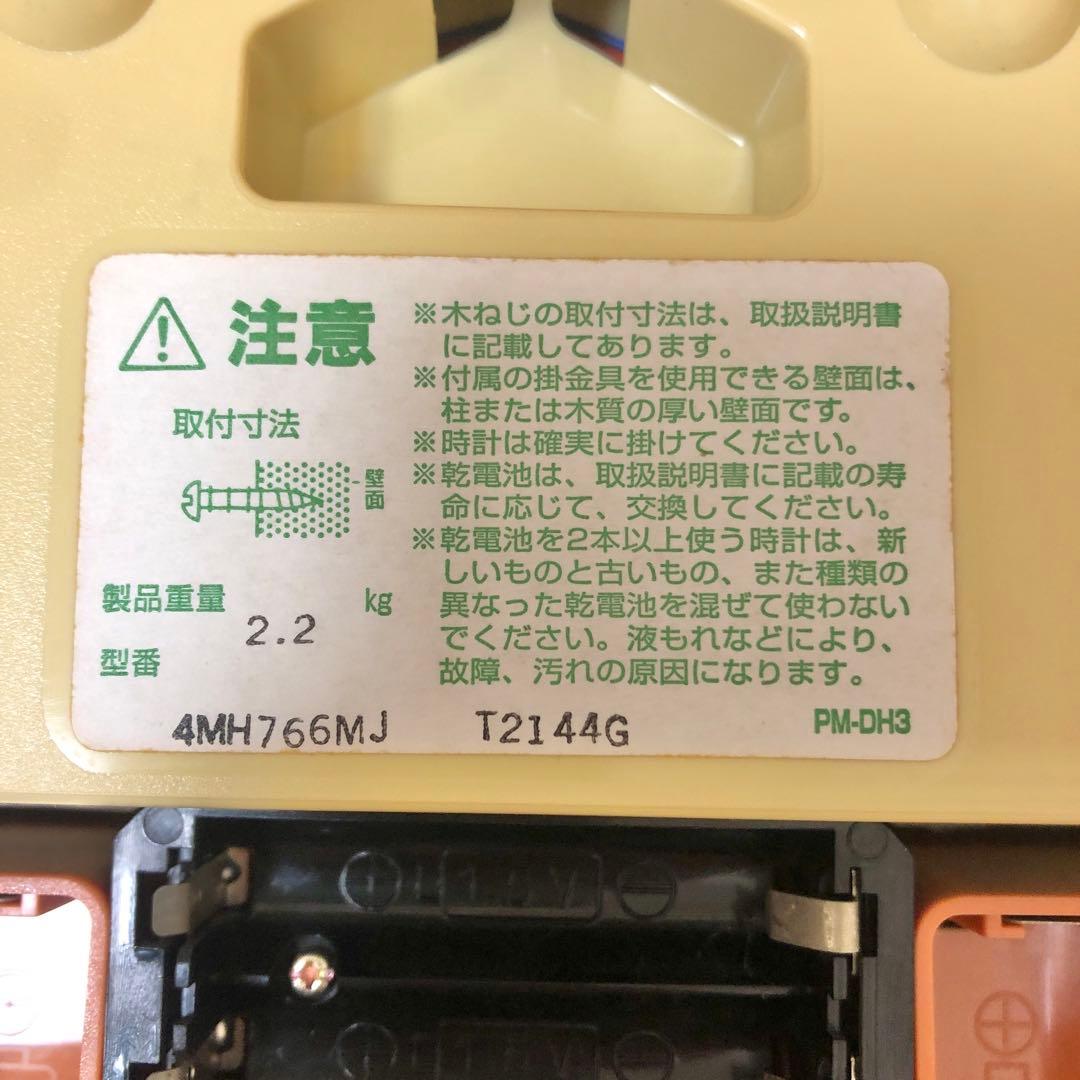 注意
取付寸法
壁面
製品重量 2.2 kg
型番
4MH766MJ T2144G
※木ねじの取付寸法は、取扱説明書
に記載してあります。
※付属の掛金具を使用できる壁面は、
柱または木質の厚い壁面です。
※時計は確実に掛けてください。
※乾電池は、取扱説明書に記載の寿
命に応じて、交換してください。
※乾電池を2本以上使う時計は、新
しいものと古いもの、また種類の
異なった乾電池を混ぜて使わない
でください。液もれなどにより、
故障、汚れの原因になります。
PM-DH3
1.5V